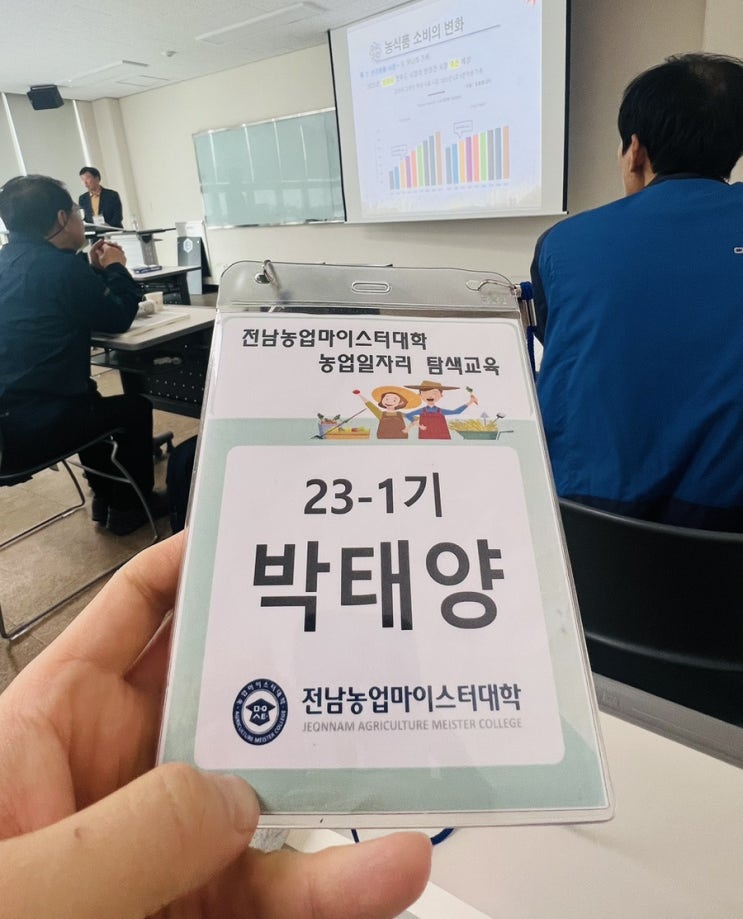 농식품 소비의 변화
전남농업마이스터대학
농업일자리 탐색교육
23-1기
박태양
전남농업마이스터대학
JEONNAM AGRICULTURE MEISTER COLLEGE